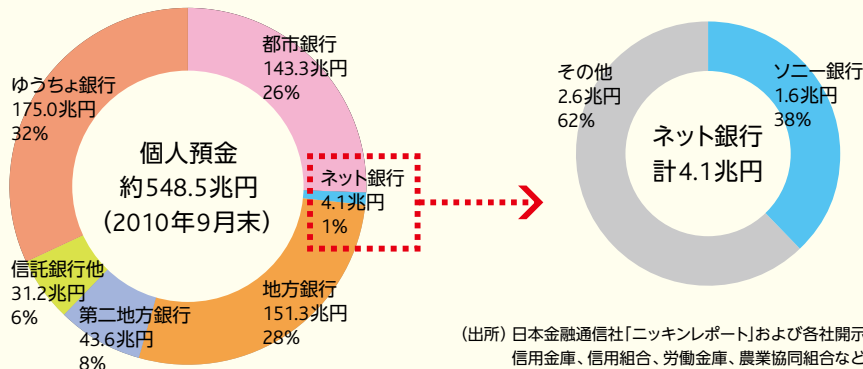 都市銀行
143.3兆円
26%
ゆうちょ銀行
175.0兆円
32%
個人預金
約548.5兆円
(2010年9月末)
ネット銀行
4.1兆円
1%
信託銀行他
31.2兆円
6%
第二地方銀行
43.6兆円
8%
地方銀行
151.3兆円
28%
その他
2.6兆円
62%
ソニー銀行
1.6兆円
38%
ネット銀行
計4.1兆円
(出所)日本金融通信社「ニッキンレポート」および各社開示
信用金庫、信用組合、労働金庫、農業協同組合など